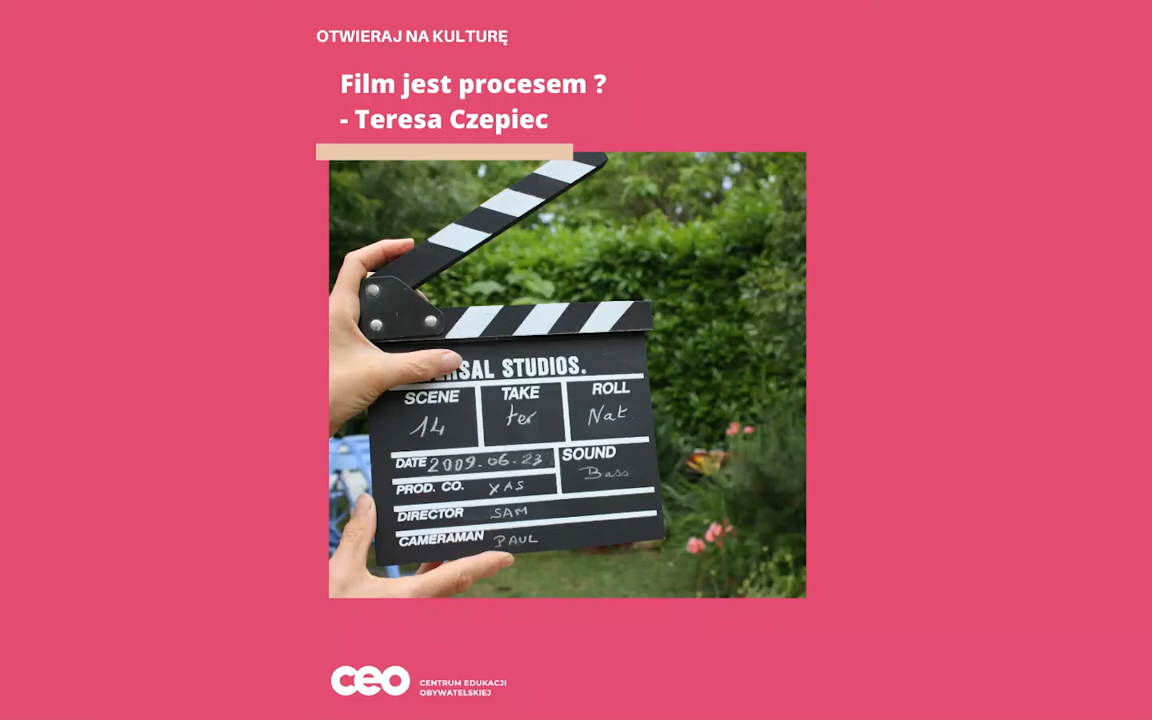 OTWIERAJ NA KULTURĘ
Film jest procesem ?
- Teresa Czepiec
STUDIOS.
SCENE TAKE ROLL
14 ter Nat.
DATE 2009-06-23 SOUND
Bass
PROD. CO. XAS
DIRECTOR SAM
CAMERAMAN PAUL
ceo CENTRUM EDUKACJI
OBYWATELSKIEJ